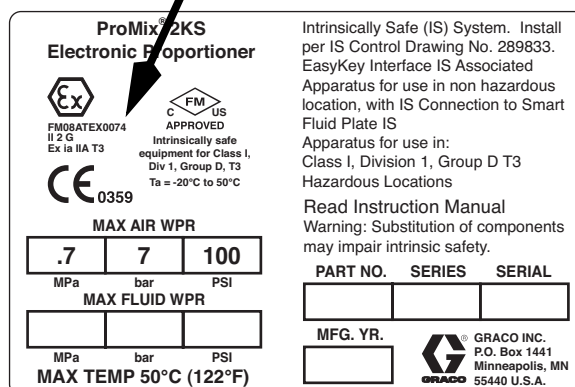 ProMix® 2KS
Electronic Proportioner
FM08ATEX0074
II 2 G
Ex ia IIA T3
CE 0359
C FM US
APPROVED
Intrinsically safe
equipment for Class I,
Div 1, Group D, T3
Ta = -20°C to 50°C
MAX AIR WPR
.7 7 100
MPa bar PSI
MAX FLUID WPR
MPa bar PSI
MAX TEMP 50°C (122°F)
Intrinsically Safe (IS) System. Install
per IS Control Drawing No. 289833.
EasyKey Interface IS Associated
Apparatus for use in non hazardous
location, with IS Connection to Smart
Fluid Plate IS
Apparatus for use in:
Class I, Division 1, Group D T3
Hazardous Locations
Read Instruction Manual
Warning: Substitution of components
may impair intrinsic safety.
PART NO. SERIES SERIAL
MFG. YR.
GRACO
®
GRACO INC.
P.O. Box 1441
Minneapolis, MN
55440 U.S.A.